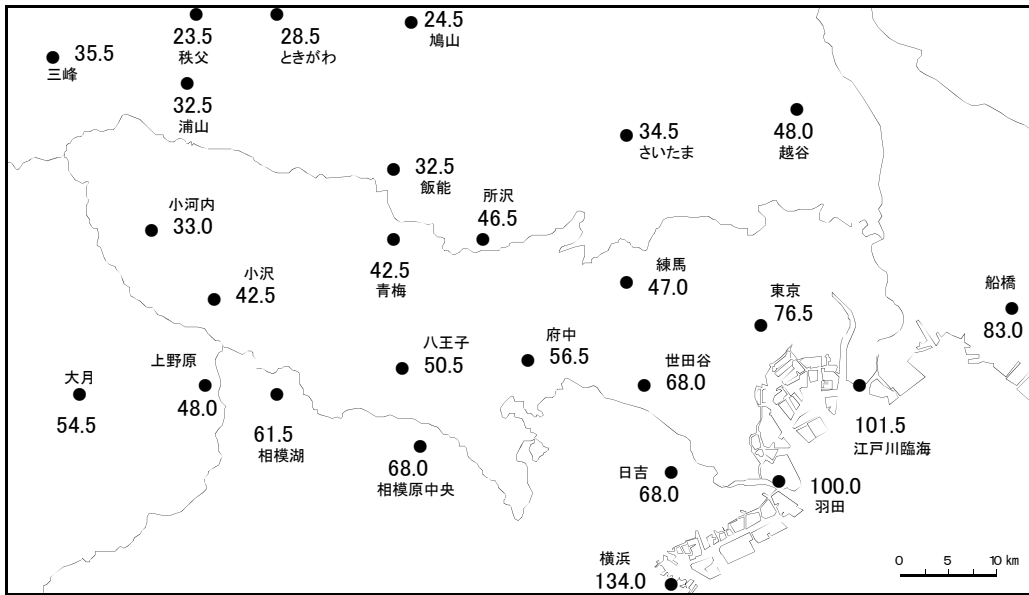 35.5
三峰
23.5
秩父
28.5
ときがわ
24.5
鳩山
32.5
浦山
34.5
さいたま
48.0
越谷
32.5
飯能
小河内
33.0
所沢
46.5
42.5
青梅
小沢
42.5
練馬
47.0
東京
76.5
船橋
83.0
大月
54.5
上野原
48.0
61.5
相模湖
八王子
50.5
府中
56.5
世田谷
68.0
101.5
江戸川臨海
68.0
相模原中央
日吉
68.0
100.0
羽田
横浜
134.0
0 5 10 km